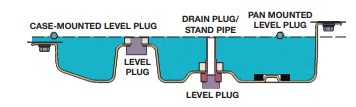 CASE-MOUNTED LEVEL PLUG
DRAIN PLUG/
STAND PIPE
PAN MOUNTED
LEVEL PLUG
LEVEL
PLUG
LEVEL PLUG